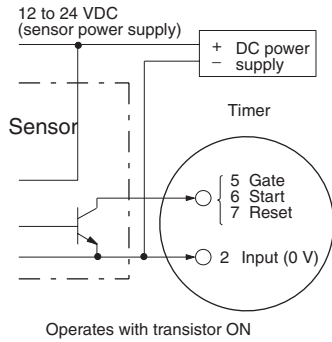 12 to 24 VDC
(sensor power supply)
+ DC power
− supply
Timer
Sensor
5 Gate
6 Start
7 Reset
2 Input (0 V)
Operates with transistor ON